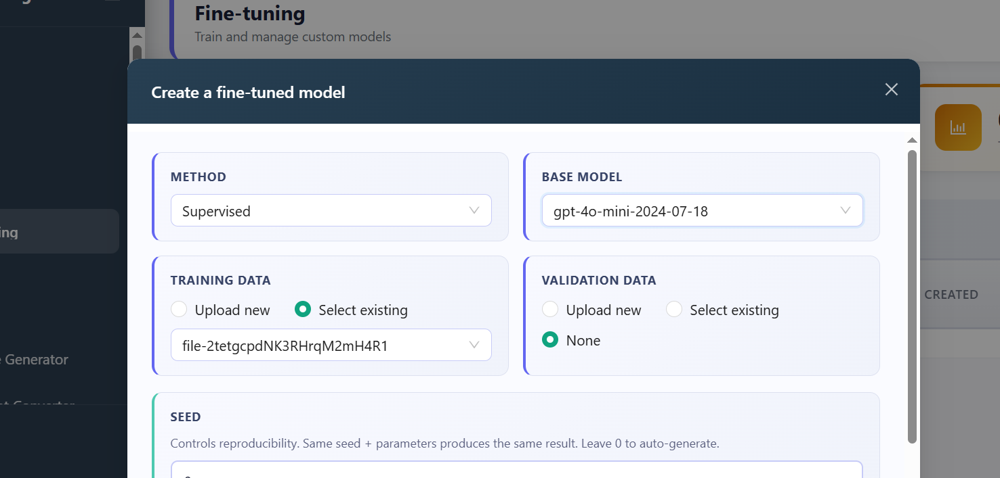 Fine-tuning
Train and manage custom models
Create a fine-tuned model
METHOD
Supervised
BASE MODEL
gpt-4o-mini-2024-07-18
TRAINING DATA
Upload new
Select existing
file-2tetgcpdNK3RHrqM2mH4R1
VALIDATION DATA
Upload new
Select existing
None
SEED
Controls reproducibility. Same seed + parameters produces the same result. Leave 0 to auto-generate.
CREATED
ing
Generator